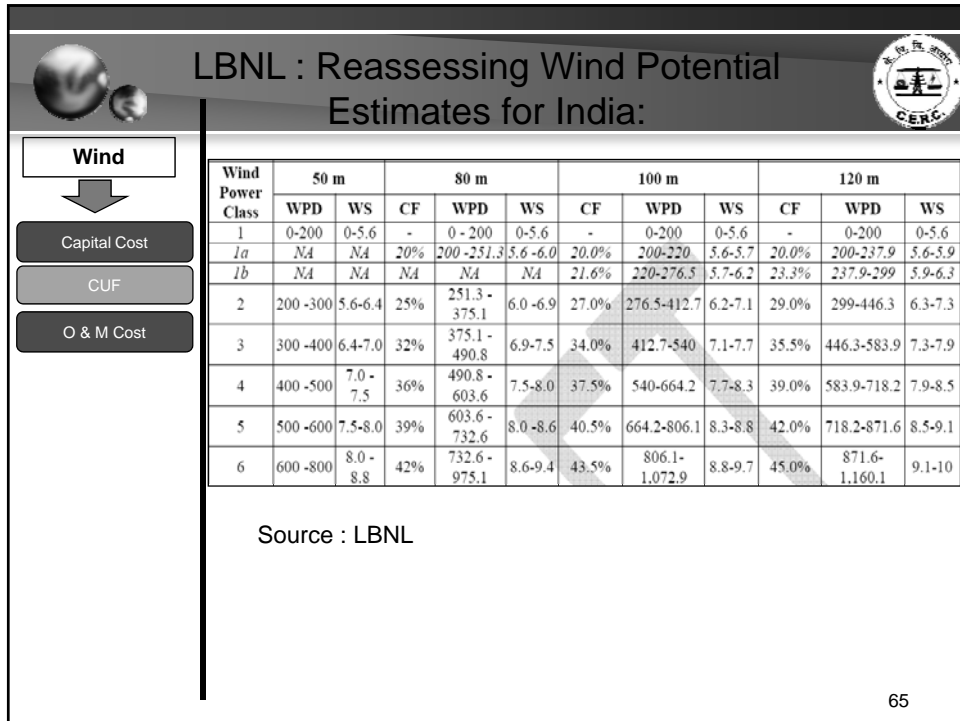 LBNL : Reassessing Wind Potential
Estimates for India:
C.E.R.C.
Wind
Capital Cost
CUF
O & M Cost
Wind Power Class 50 m 80 m 100 m 120 m
WPD WS CF WPD WS CF WPD WS CF WPD WS
1 0-200 0-5.6 - 0 - 200 0-5.6 - 0-200 0-5.6 - 0-200 0-5.6
1a NA NA 20% 200 -251.3 5.6 -6.0 20.0% 200-220 5.6-5.7 20.0% 200-237.9 5.6-5.9
1b NA NA NA NA NA 21.6% 220-276.5 5.7-6.2 23.3% 237.9-299 5.9-6.3
2 200 -300 5.6-6.4 25% 251.3 - 375.1 6.0 -6.9 27.0% 276.5-412.7 6.2-7.1 29.0% 299-446.3 6.3-7.3
3 300 -400 6.4-7.0 32% 375.1 - 490.8 6.9-7.5 34.0% 412.7-540 7.1-7.7 35.5% 446.3-583.9 7.3-7.9
4 400 -500 7.0 - 7.5 36% 490.8 - 603.6 7.5-8.0 37.5% 540-664.2 7.7-8.3 39.0% 583.9-718.2 7.9-8.5
5 500 -600 7.5-8.0 39% 603.6 - 732.6 8.0 -8.6 40.5% 664.2-806.1 8.3-8.8 42.0% 718.2-871.6 8.5-9.1
6 600 -800 8.0 - 8.8 42% 732.6 - 975.1 8.6-9.4 43.5% 806.1- 1,072.9 8.8-9.7 45.0% 871.6- 1,160.1 9.1-10
Source : LBNL
65